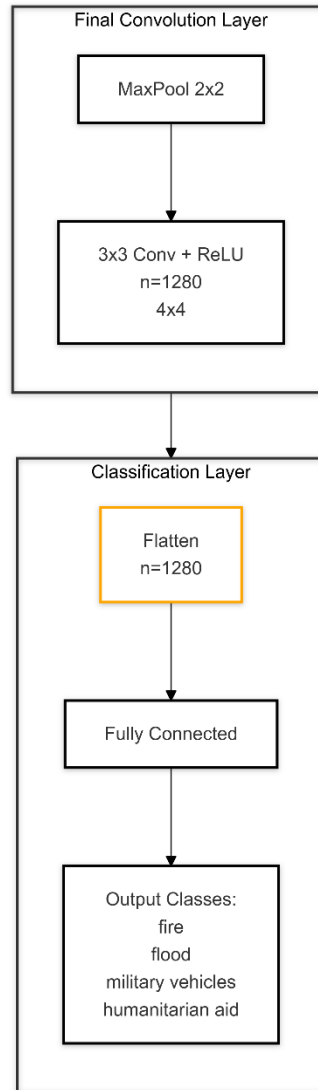 Final Convolution Layer
MaxPool 2x2
3x3 Conv + ReLU
n=1280
4x4
Classification Layer
Flatten
n=1280
Fully Connected
Output Classes:
fire
flood
military vehicles
humanitarian aid